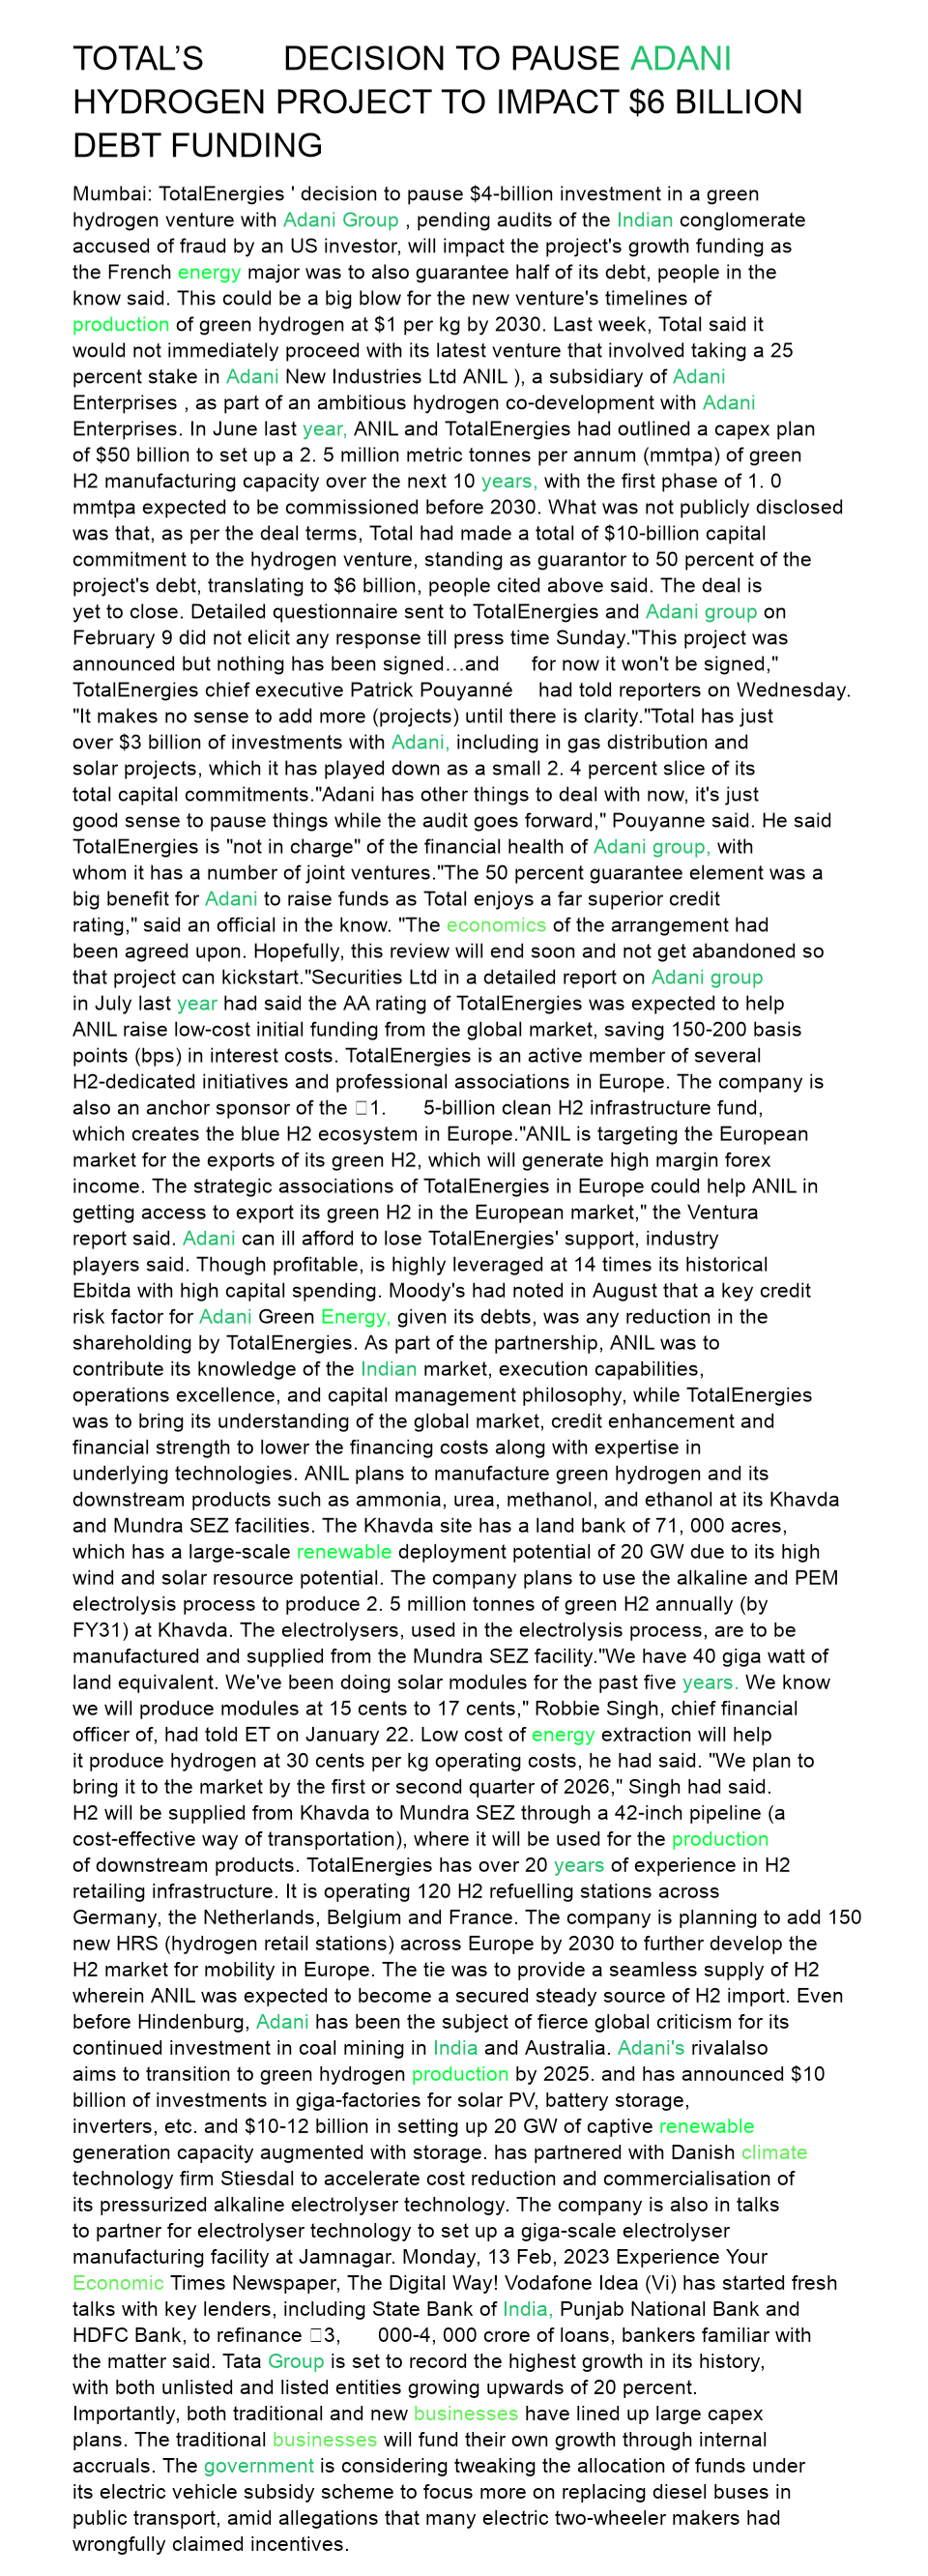 TOTAL’S DECISION TO PAUSE ADANI
HYDROGEN PROJECT TO IMPACT $6 BILLION
DEBT FUNDING
Mumbai: TotalEnergies ' decision to pause $4-billion investment in a green
hydrogen venture with Adani Group , pending audits of the Indian conglomerate
accused of fraud by an US investor, will impact the project's growth funding as
the French energy major was to also guarantee half of its debt, people in the
know said. This could be a big blow for the new venture's timelines of
production of green hydrogen at $1 per kg by 2030. Last week, Total said it
would not immediately proceed with its latest venture that involved taking a 25
percent stake in Adani New Industries Ltd ANIL ), a subsidiary of Adani
Enterprises , as part of an ambitious hydrogen co-development with Adani
Enterprises. In June last year, ANIL and TotalEnergies had outlined a capex plan
of $50 billion to set up a 2. 5 million metric tonnes per annum (mmtpa) of green
H2 manufacturing capacity over the next 10 years, with the first phase of 1. 0
mmtpa expected to be commissioned before 2030. What was not publicly disclosed
was that, as per the deal terms, Total had made a total of $10-billion capital
commitment to the hydrogen venture, standing as guarantor to 50 percent of the
project's debt, translating to $6 billion, people cited above said. The deal is
yet to close. Detailed questionnaire sent to TotalEnergies and Adani group on
February 9 did not elicit any response till press time Sunday."This project was
announced but nothing has been signed…and for now it won't be signed,"
TotalEnergies chief executive Patrick Pouyanné had told reporters on Wednesday.
"It makes no sense to add more (projects) until there is clarity."Total has just
over $3 billion of investments with Adani, including in gas distribution and
solar projects, which it has played down as a small 2. 4 percent slice of its
total capital commitments."Adani has other things to deal with now, it's just
good sense to pause things while the audit goes forward," Pouyanne said. He said
TotalEnergies is "not in charge" of the financial health of Adani group, with
whom it has a number of joint ventures."The 50 percent guarantee element was a
big benefit for Adani to raise funds as Total enjoys a far superior credit
rating," said an official in the know. "The economics of the arrangement had
been agreed upon. Hopefully, this review will end soon and not get abandoned so
that project can kickstart."Securities Ltd in a detailed report on Adani group
in July last year had said the AA rating of TotalEnergies was expected to help
ANIL raise low-cost initial funding from the global market, saving 150-200 basis
points (bps) in interest costs. TotalEnergies is an active member of several
H2-dedicated initiatives and professional associations in Europe. The company is
also an anchor sponsor of the 1. 5-billion clean H2 infrastructure fund,
which creates the blue H2 ecosystem in Europe."ANIL is targeting the European
market for the exports of its green H2, which will generate high margin forex
income. The strategic associations of TotalEnergies in Europe could help ANIL in
getting access to export its green H2 in the European market," the Ventura
report said. Adani can ill afford to lose TotalEnergies' support, industry
players said. Though profitable, is highly leveraged at 14 times its historical
Ebitda with high capital spending. Moody's had noted in August that a key credit
risk factor for Adani Green Energy, given its debts, was any reduction in the
shareholding by TotalEnergies. As part of the partnership, ANIL was to
contribute its knowledge of the Indian market, execution capabilities,
operations excellence, and capital management philosophy, while TotalEnergies
was to bring its understanding of the global market, credit enhancement and
financial strength to lower the financing costs along with expertise in
underlying technologies. ANIL plans to manufacture green hydrogen and its
downstream products such as ammonia, urea, methanol, and ethanol at its Khavda
and Mundra SEZ facilities. The Khavda site has a land bank of 71, 000 acres,
which has a large-scale renewable deployment potential of 20 GW due to its high
wind and solar resource potential. The company plans to use the alkaline and PEM
electrolysis process to produce 2. 5 million tonnes of green H2 annually (by
FY31) at Khavda. The electrolysers, used in the electrolysis process, are to be
manufactured and supplied from the Mundra SEZ facility."We have 40 giga watt of
land equivalent. We've been doing solar modules for the past five years. We know
we will produce modules at 15 cents to 17 cents," Robbie Singh, chief financial
officer of, had told ET on January 22. Low cost of energy extraction will help
it produce hydrogen at 30 cents per kg operating costs, he had said. "We plan to
bring it to the market by the first or second quarter of 2026," Singh had said.
H2 will be supplied from Khavda to Mundra SEZ through a 42-inch pipeline (a
cost-effective way of transportation), where it will be used for the production
of downstream products. TotalEnergies has over 20 years of experience in H2
retailing infrastructure. It is operating 120 H2 refuelling stations across
Germany, the Netherlands, Belgium and France. The company is planning to add 150
new HRS (hydrogen retail stations) across Europe by 2030 to further develop the
H2 market for mobility in Europe. The tie was to provide a seamless supply of H2
wherein ANIL was expected to become a secured steady source of H2 import. Even
before Hindenburg, Adani has been the subject of fierce global criticism for its
continued investment in coal mining in India and Australia. Adani's rivalalso
aims to transition to green hydrogen production by 2025. and has announced $10
billion of investments in giga-factories for solar PV, battery storage,
inverters, etc. and $10-12 billion in setting up 20 GW of captive renewable
generation capacity augmented with storage. has partnered with Danish climate
technology firm Stiesdal to accelerate cost reduction and commercialisation of
its pressurized alkaline electrolyser technology. The company is also in talks
to partner for electrolyser technology to set up a giga-scale electrolyser
manufacturing facility at Jamnagar. Monday, 13 Feb, 2023 Experience Your
Economic Times Newspaper, The Digital Way! Vodafone Idea (Vi) has started fresh
talks with key lenders, including State Bank of India, Punjab National Bank and
HDFC Bank, to refinance 3, 000-4, 000 crore of loans, bankers familiar with
the matter said. Tata Group is set to record the highest growth in its history,
with both unlisted and listed entities growing upwards of 20 percent.
Importantly, both traditional and new businesses have lined up large capex
plans. The traditional businesses will fund their own growth through internal
accruals. The government is considering tweaking the allocation of funds under
its electric vehicle subsidy scheme to focus more on replacing diesel buses in
public transport, amid allegations that many electric two-wheeler makers had
wrongfully claimed incentives.